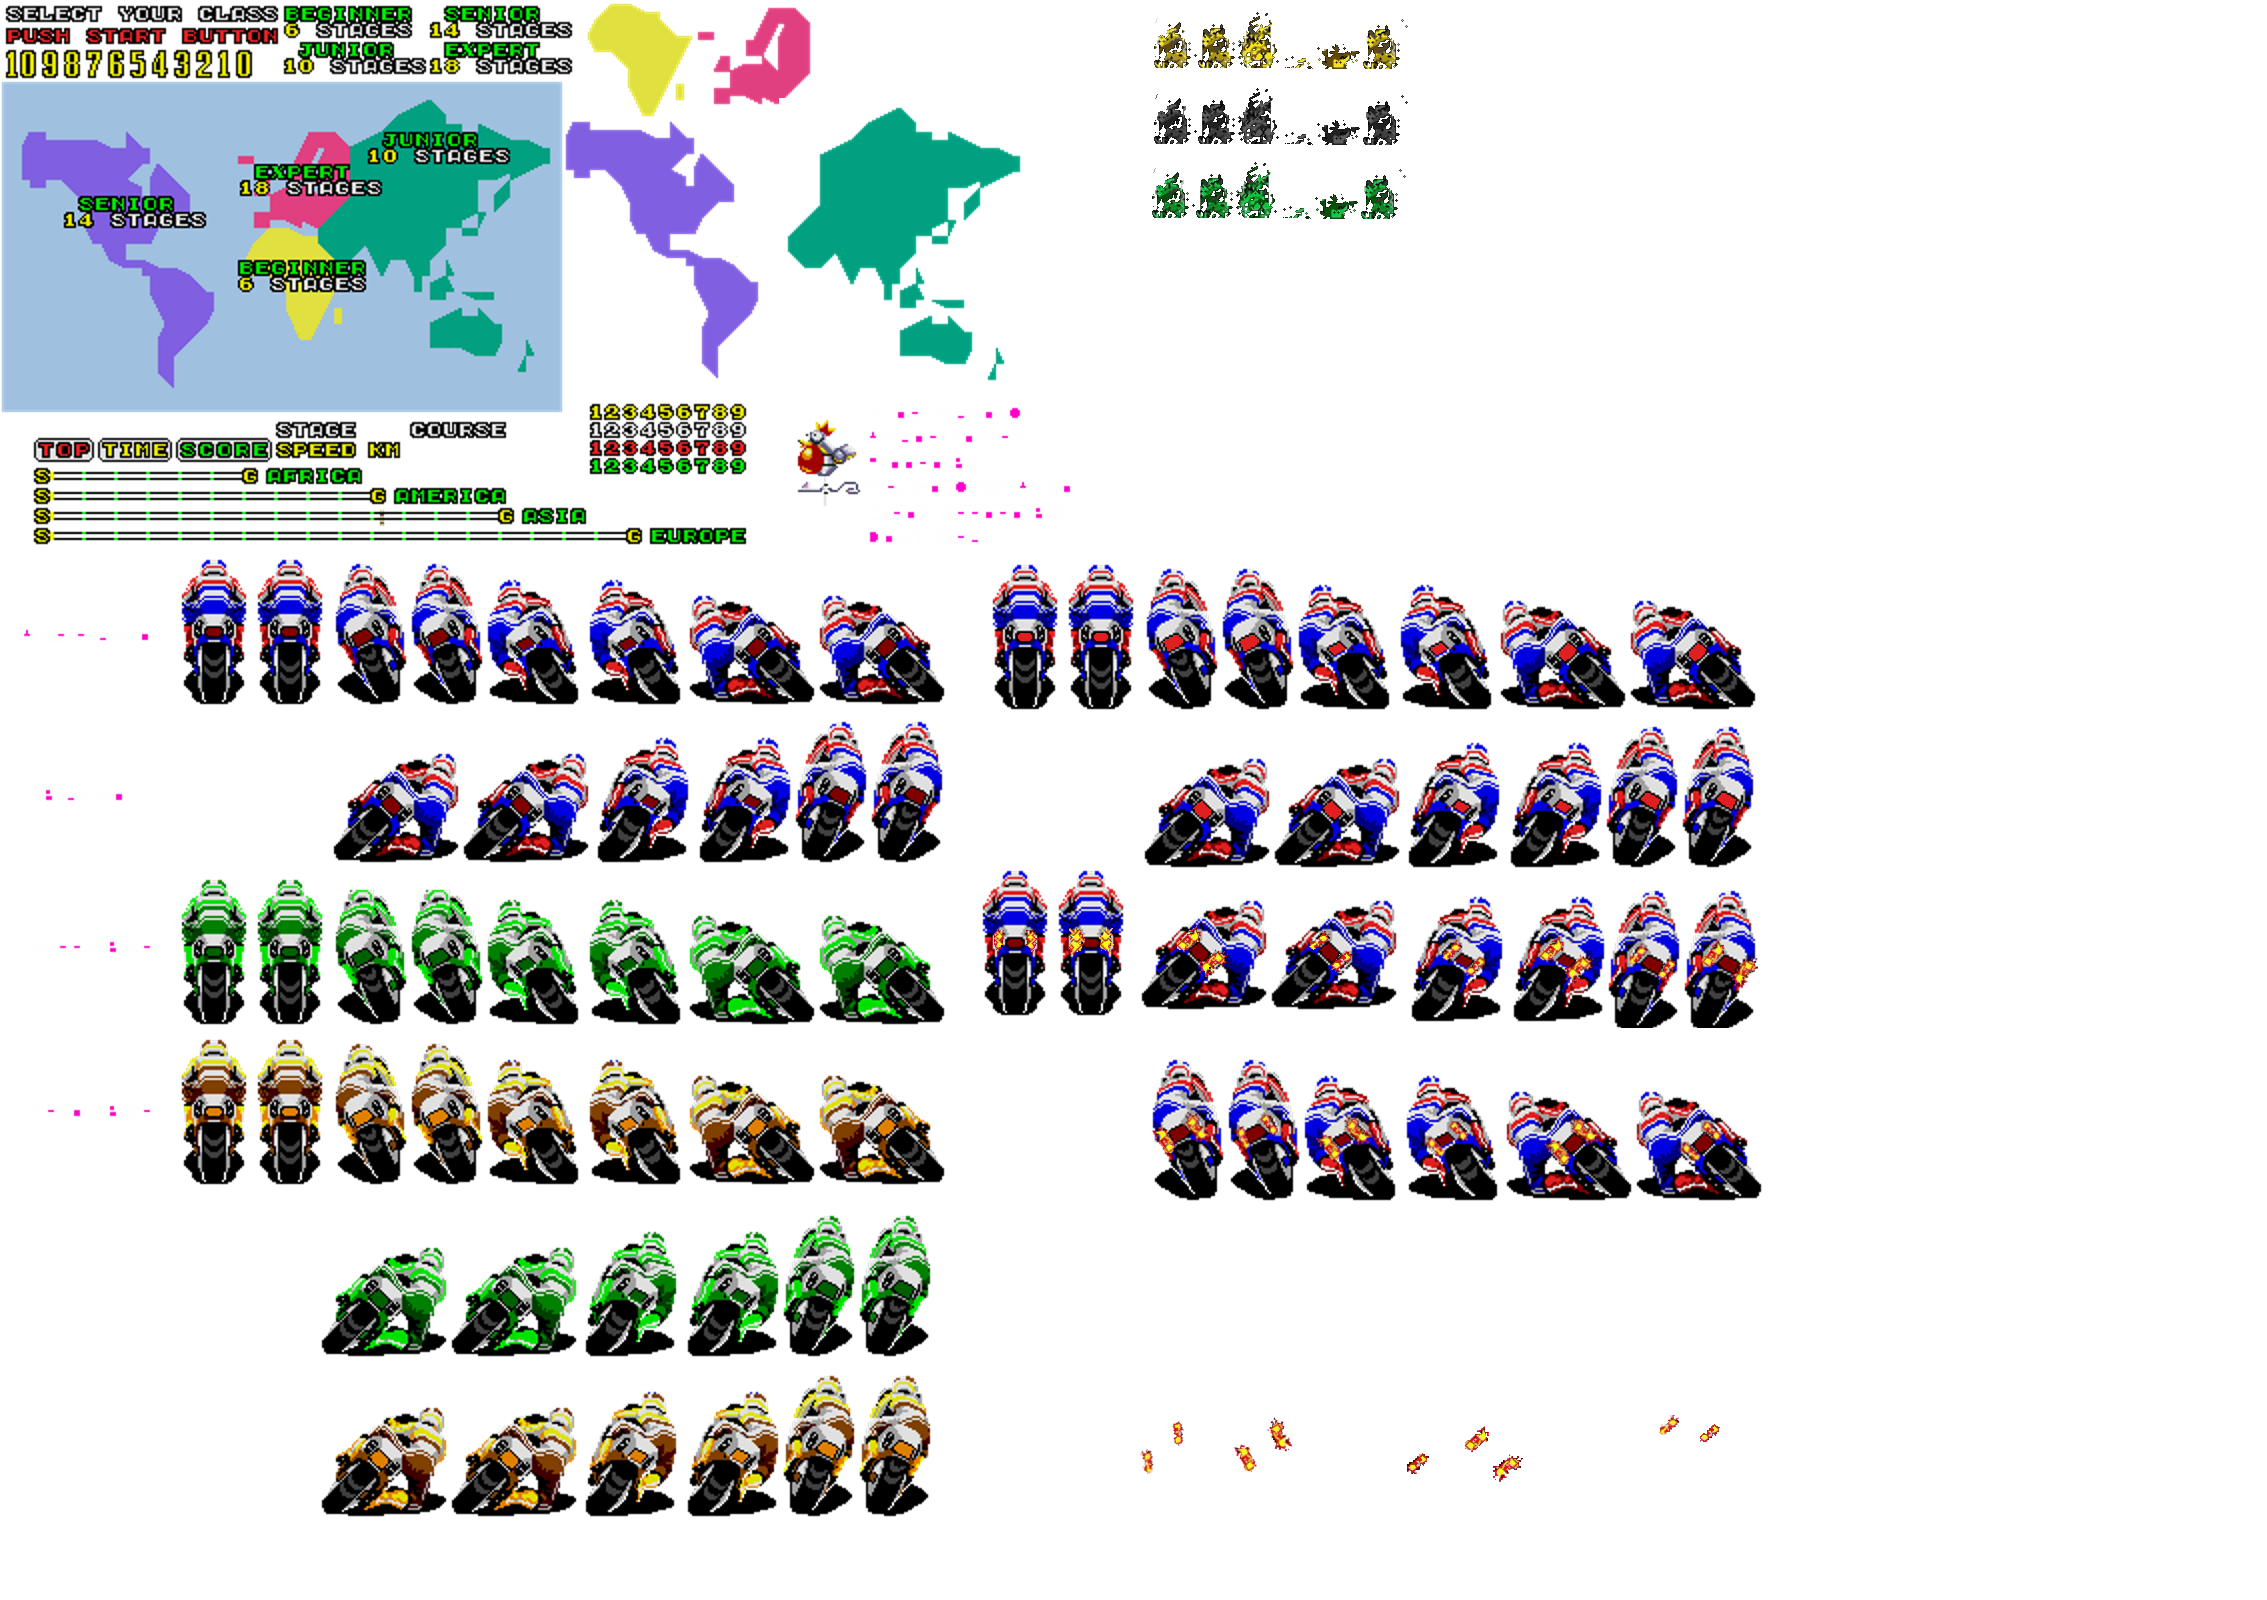 SELECT YOUR CLASS
PUSH START BUTTON
109876543210
BEGINNER
6 STAGES
SENIOR
14 STAGES
JUNIOR
10 STAGES
EXPERT
18 STAGES
JUNIOR
10 STAGES
EXPERT
18 STAGES
SENIOR
14 STAGES
BEGINNER
6 STAGES
STAGE COURSE
TOP TIME SCORE SPEED KM
S G AFRICA
S G AMERICA
S G ASIA
S G EUROPE
123456789
123456789
123456789
123456789